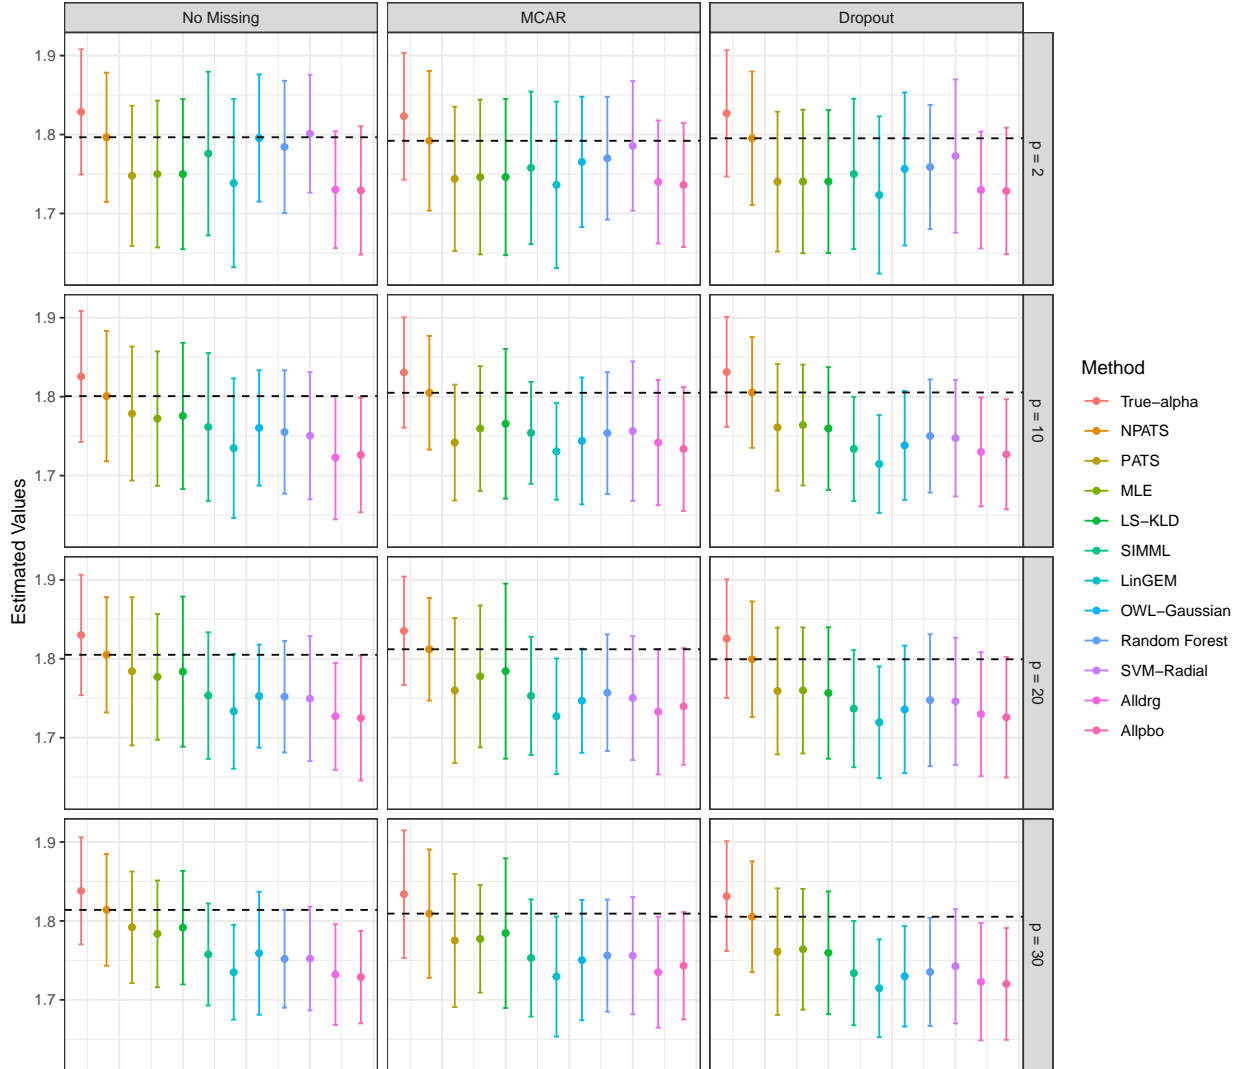 No Missing
MCAR
Dropout
1.9
1.8
1.7
p = 2
1.9
1.8
1.7
p = 10
1.9
1.8
1.7
p = 20
1.9
1.8
1.7
p = 30
Estimated Values
Method
True−alpha
NPATS
PATS
MLE
LS−KLD
SIMML
LinGEM
OWL−Gaussian
Random Forest
SVM−Radial
Alldrg
Allpbo